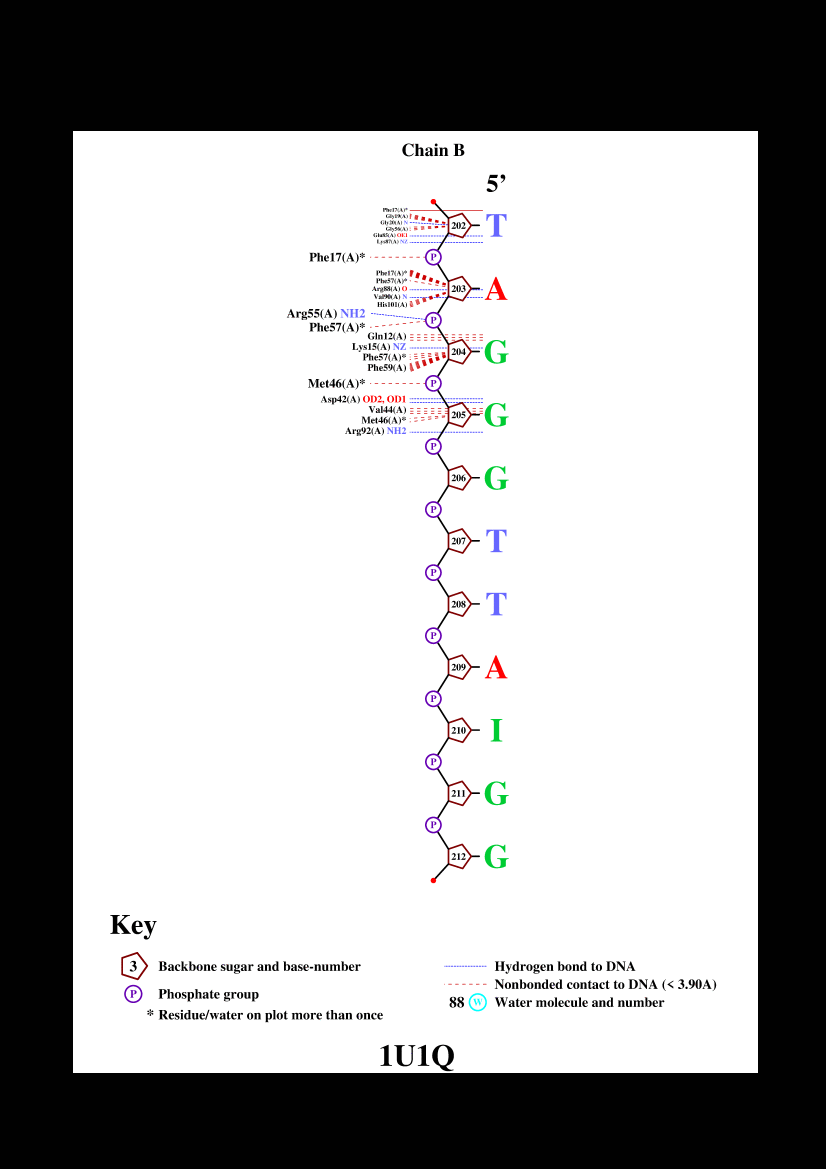 Chain B
5’
Phe17(A)*
Gly19(A)
Gly20(A) N
Gly56(A)
Glu85(A) OE1
Lys87(A) NZ
202 T
Phe17(A)* P
Phe17(A)*
Phe57(A)*
Arg88(A) O
Val90(A) N
His101(A)
203 A
Arg55(A) NH2
Phe57(A)*
P
Gln12(A)
Lys15(A) NZ
Phe57(A)*
Phe59(A)
204 G
Met46(A)* P
Asp42(A) OD2, OD1
Val44(A)
Met46(A)*
Arg92(A) NH2
205 G
P
206 G
P
207 T
P
208 T
P
209 A
P
210 I
P
211 G
P
212 G
Key
3 Backbone sugar and base-number
P Phosphate group
* Residue/water on plot more than once
Hydrogen bond to DNA
Nonbonded contact to DNA (< 3.90A)
88 W Water molecule and number
1U1Q